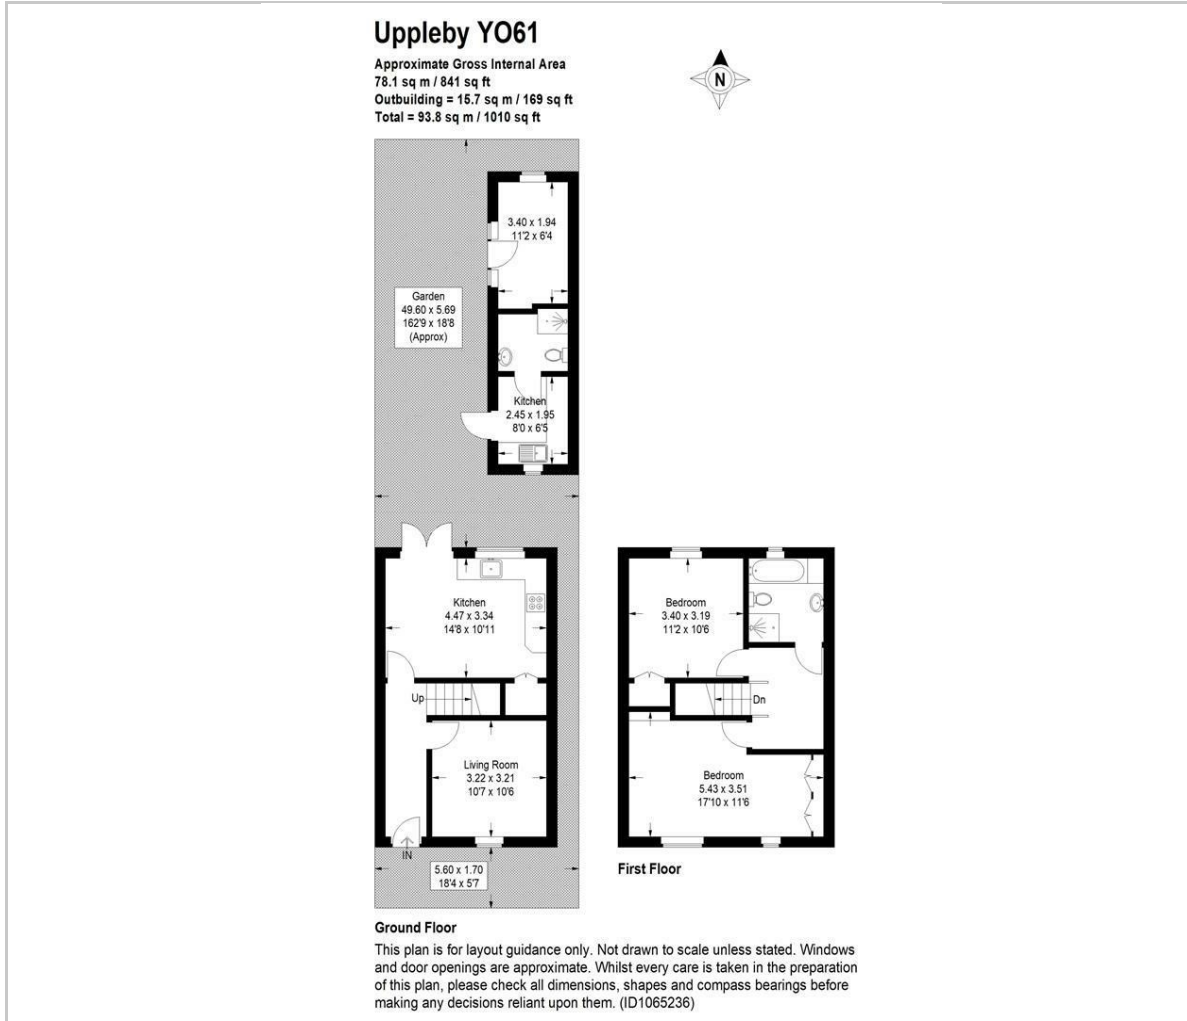 Uppleby YO61
Approximate Gross Internal Area
78.1 sq m / 841 sq ft
Outbuilding = 15.7 sq m / 169 sq ft
Total = 93.8 sq m / 1010 sq ft
N
3.40 x 1.94
11'2 x 6'4
Garden
49.60 x 5.69
162'9 x 18'8
(Approx)
Kitchen
2.45 x 1.95
8'0 x 6'5
Kitchen
4.47 x 3.34
14'8 x 10'11
Up
Living Room
3.22 x 3.21
10'7 x 10'6
IN
5.60 x 1.70
18'4 x 5'7
Ground Floor
Bedroom
3.40 x 3.19
11'2 x 10'6
Dn
Bedroom
5.43 x 3.51
17'10 x 11'6
First Floor
This plan is for layout guidance only. Not drawn to scale unless stated. Windows
and door openings are approximate. Whilst every care is taken in the preparation
of this plan, please check all dimensions, shapes and compass bearings before
making any decisions reliant upon them. (ID1065236)